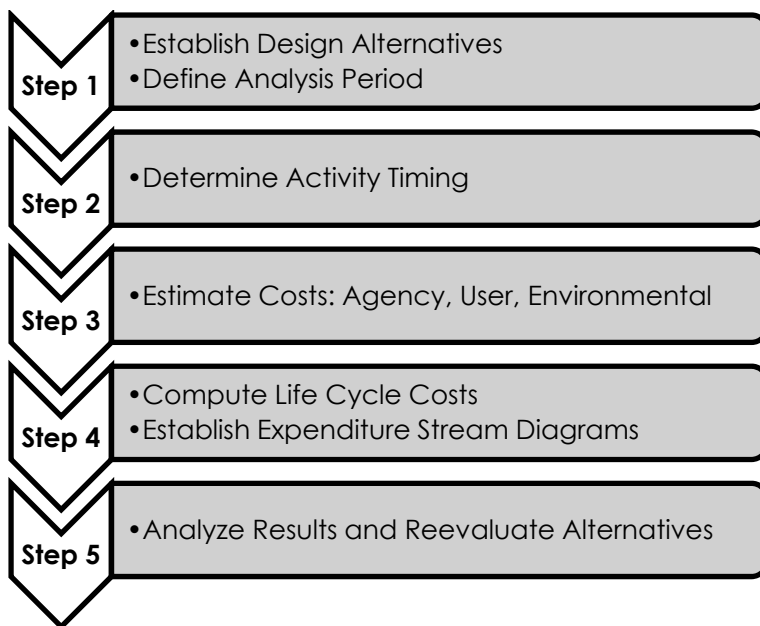 Step 1
•Establish Design Alternatives
•Define Analysis Period
Step 2
•Determine Activity Timing
Step 3
•Estimate Costs: Agency, User, Environmental
Step 4
•Compute Life Cycle Costs
•Establish Expenditure Stream Diagrams
Step 5
•Analyze Results and Reevaluate Alternatives